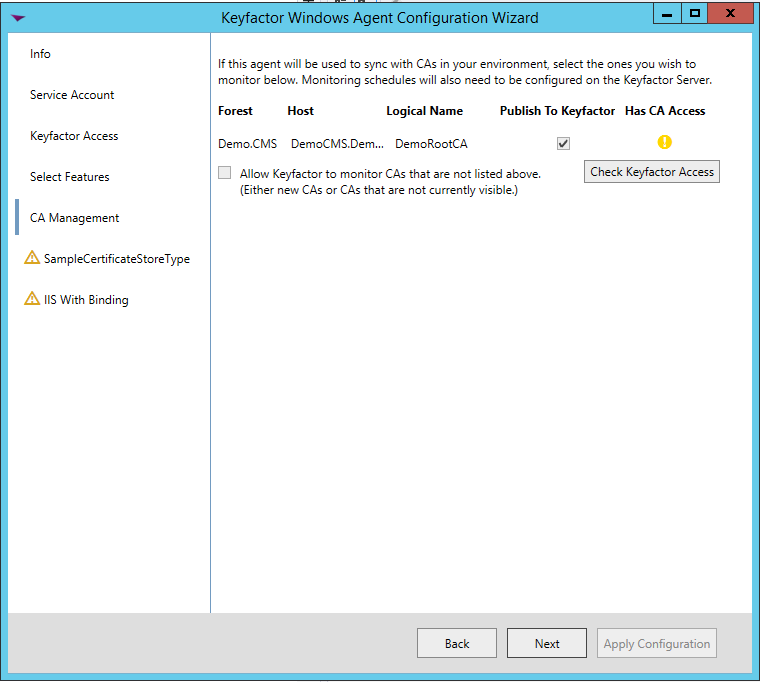 Keyfactor Windows Agent Configuration Wizard
Info
Service Account
Keyfactor Access
Select Features
CA Management
SampleCertificateStoreType
IIS With Binding
If this agent will be used to sync with CAs in your environment, select the ones you wish to
monitor below. Monitoring schedules will also need to be configured on the Keyfactor Server.
Forest Host Logical Name Publish To Keyfactor Has CA Access
Demo.CMS DemoCMS.Dem... DemoRootCA
Allow Keyfactor to monitor CAs that are not listed above.
(Either new CAs or CAs that are not currently visible.)
Check Keyfactor Access
Back Next Apply Configuration